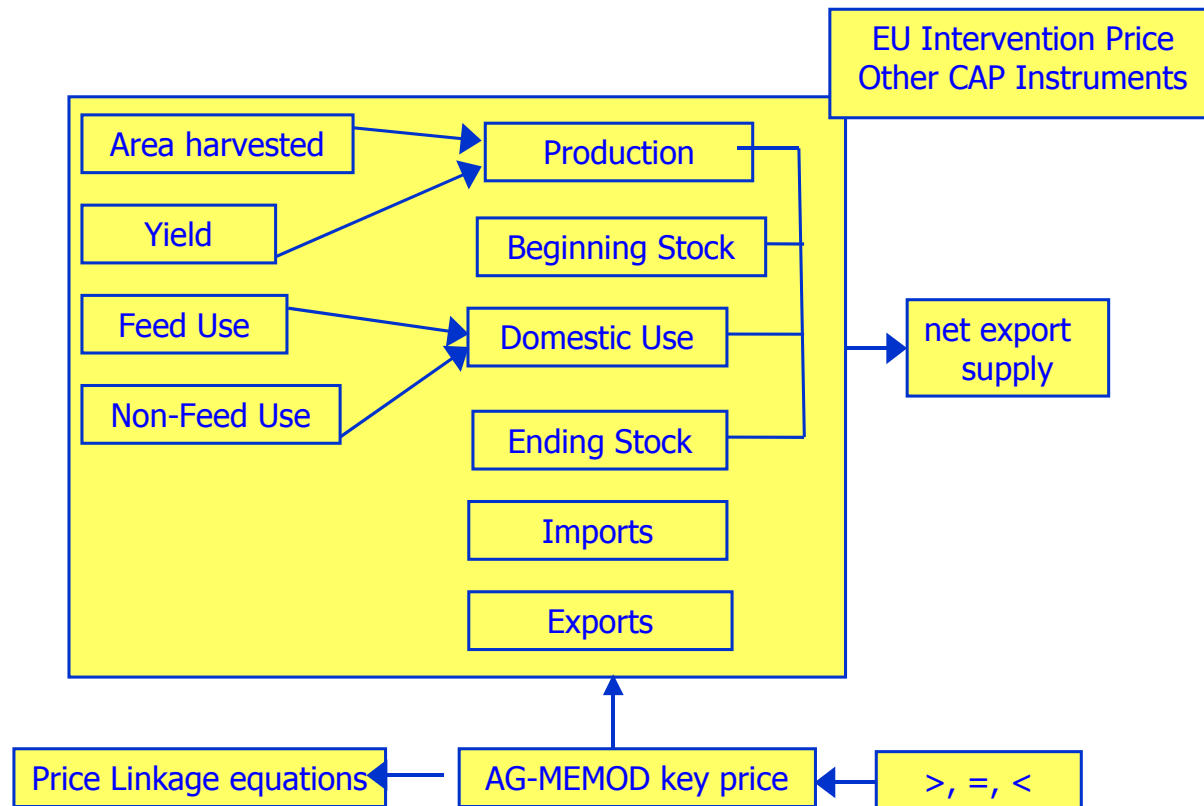 EU Intervention Price
Other CAP Instruments
Area harvested
Production
Yield
Beginning Stock
Feed Use
Domestic Use
net export
supply
Non-Feed Use
Ending Stock
Imports
Exports
Price Linkage equations
AG-MEMOD key price
>, =, <